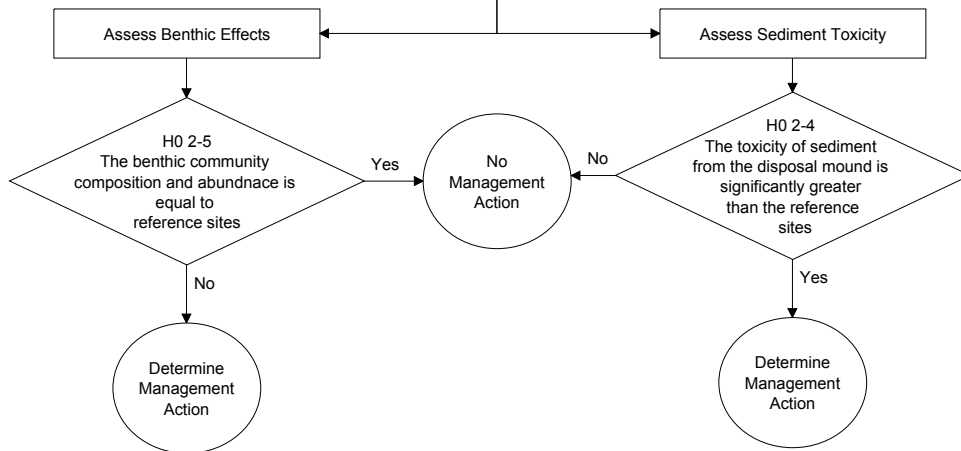 Assess Benthic Effects
Assess Sediment Toxicity
H0 2-5
The benthic community
composition and abundnace is
equal to
reference sites
Yes
No
Management
Action
No
H0 2-4
The toxicity of sediment
from the disposal mound is
significantly greater
than the reference
sites
No
Yes
Determine
Management
Action
Determine
Management
Action